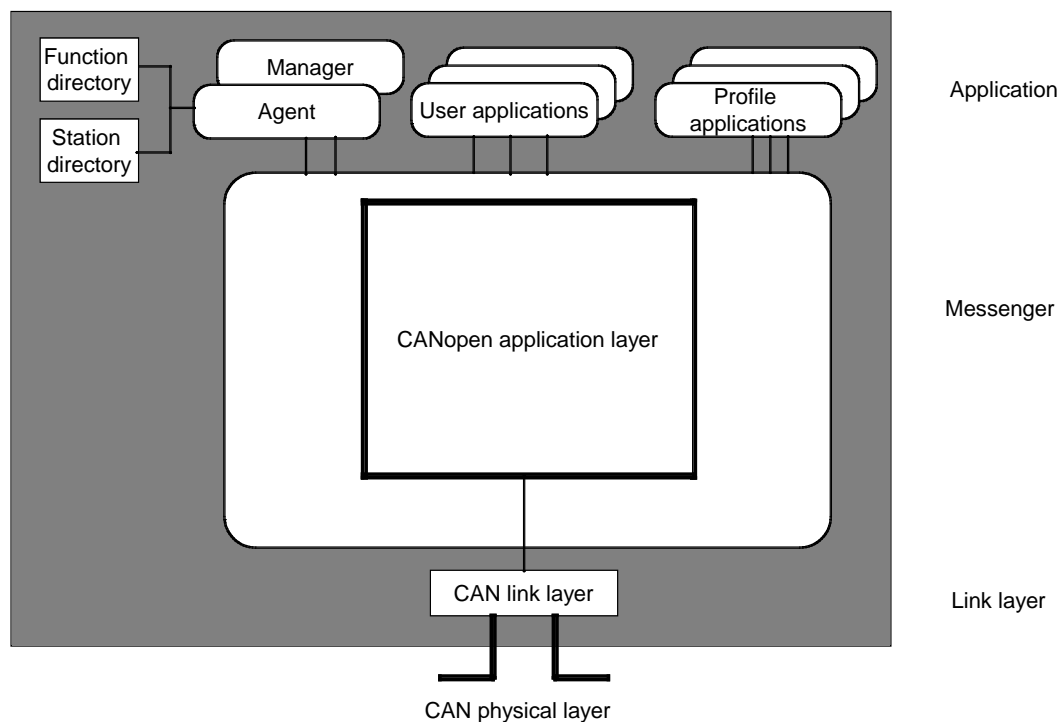 Function
directory
Manager
Agent
User applications
Profile
applications
Application
Station
directory
CANopen application layer
Messenger
CAN link layer
Link layer
CAN physical layer